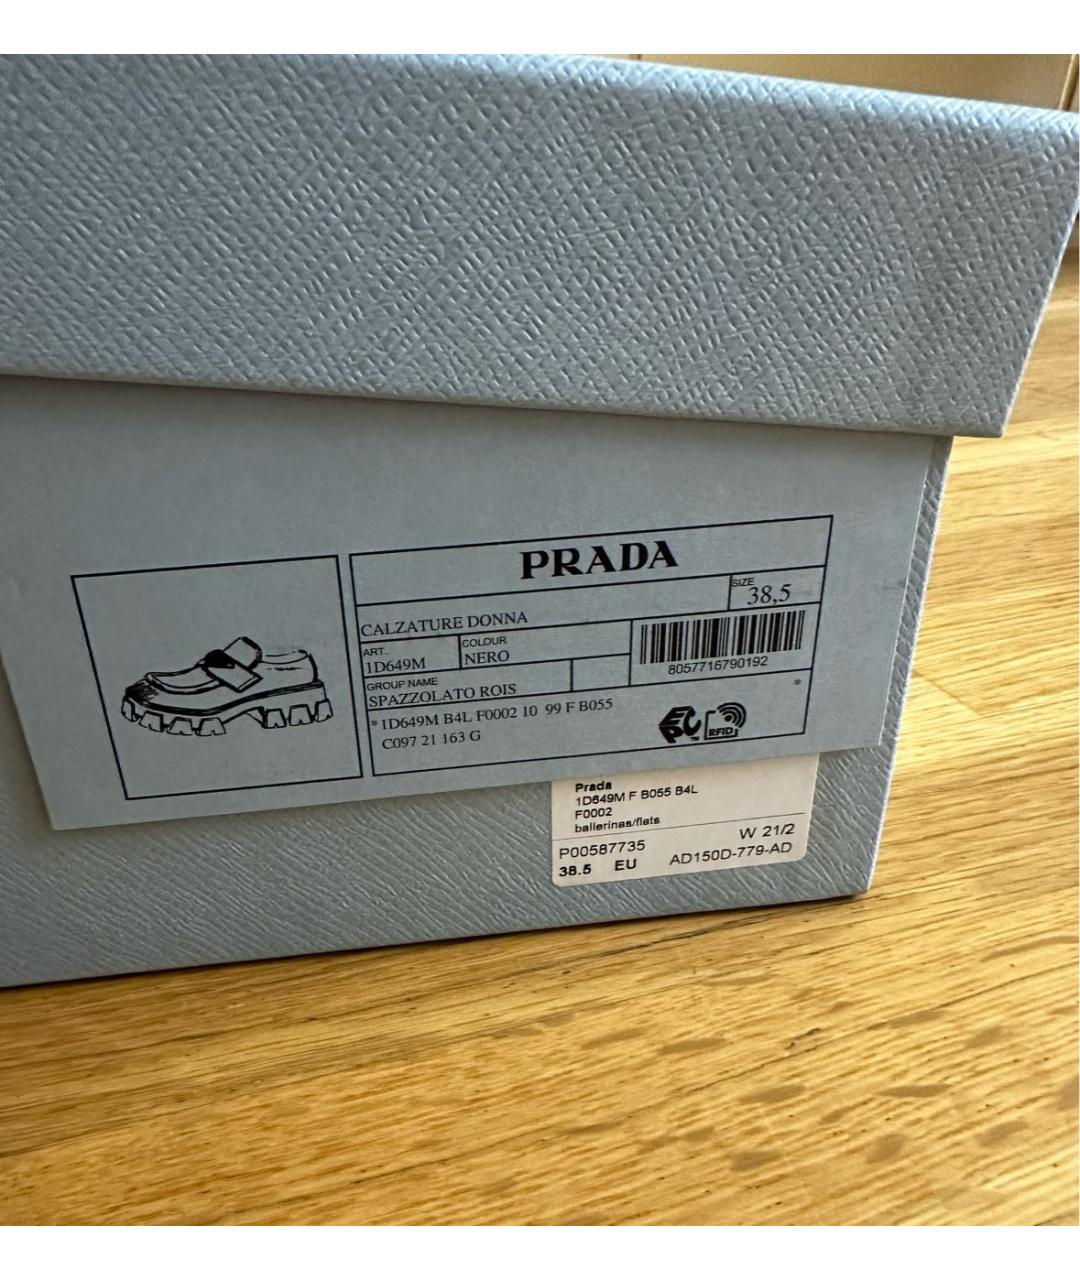 PRADA
SIZE
38,5
CALZATURE DONNA
ART.
1D649M
COLOUR
NERO
8057716790192
GROUP NAME
SPAZZOLATO ROIS
* 1D649M B4L F0002 10 99 F B055 *
C097 21 163 G
EPC TM
RFID
Prada
1D649M F B055 B4L
F0002
ballerinas/flats
W 21/2
P00587735
38.5 EU
AD150D-779-AD